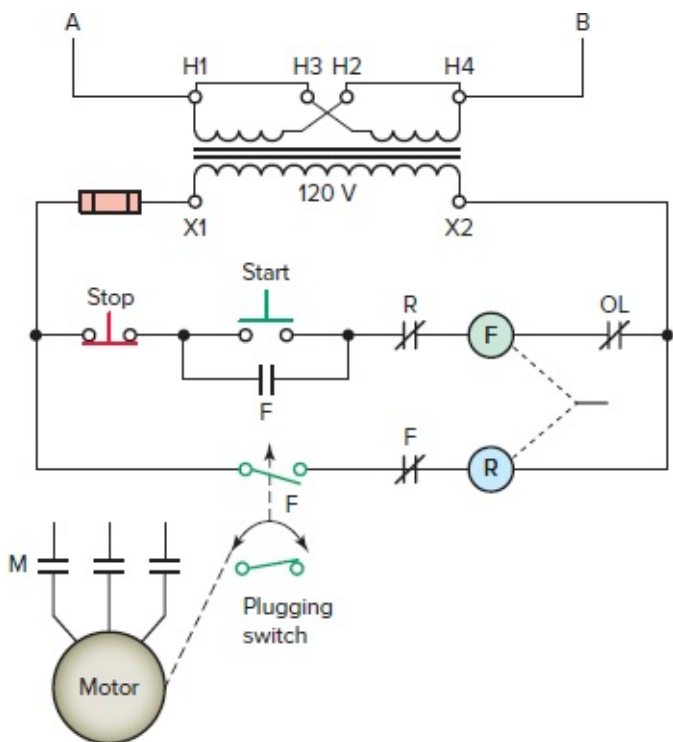 A B
H1 H3 H2 H4
120 V
X1 X2
Start
Stop R OL
F
F
F
R
F
M
Plugging
switch
Motor